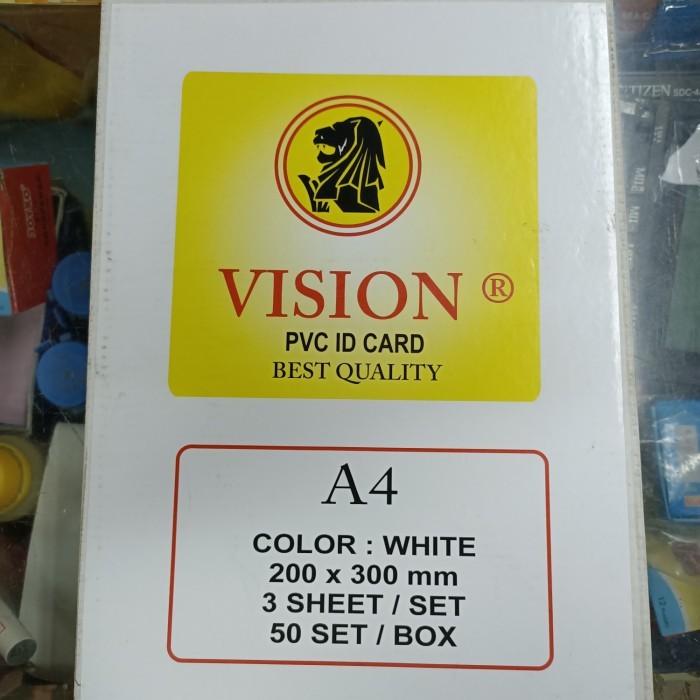 VISION ®
PVC ID CARD
BEST QUALITY
A4
COLOR : WHITE
200 x 300 mm
3 SHEET / SET
50 SET / BOX